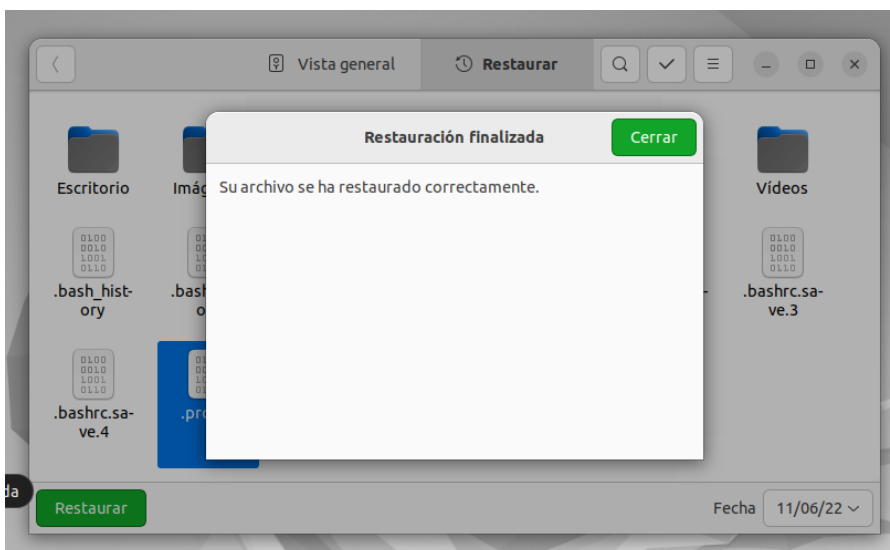 Vista general
Restaurar
Restauración finalizada
Cerrar
Su archivo se ha restaurado correctamente.
Escritorio
Vídeos
.bash_hist-
ory
.bashrc.sa-
ve.3
.bashrc.sa-
ve.4
Restaurar
Fecha
11/06/22